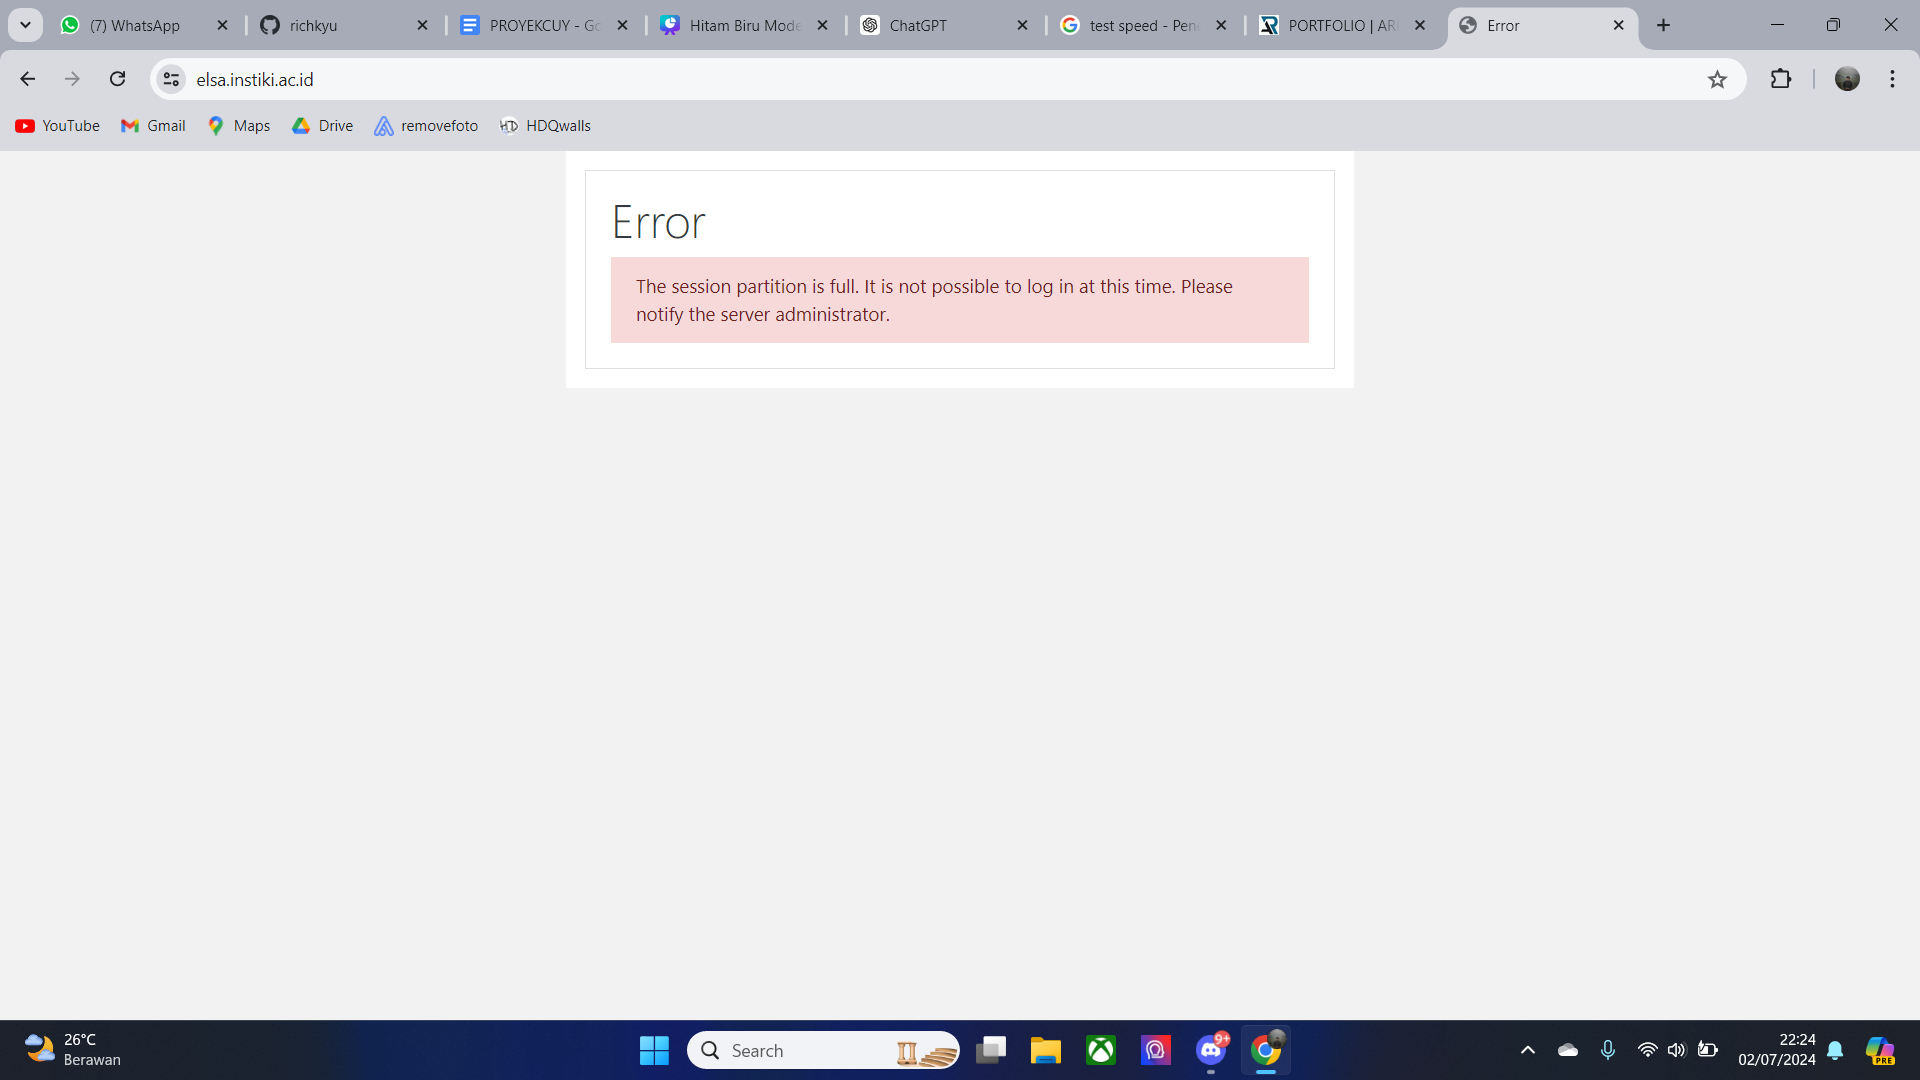 (7) WhatsApp
richkyu
PROYEKCUY - Go
Hitam Biru Mode
ChatGPT
test speed - Pene
PORTFOLIO | AR
Error
elsa.instiki.ac.id
YouTube
Gmail
Maps
Drive
removefoto
HDQwalls
Error
The session partition is full. It is not possible to log in at this time. Please
notify the server administrator.
26°C
Berawan
Search
9+
22:24
02/07/2024
PRE